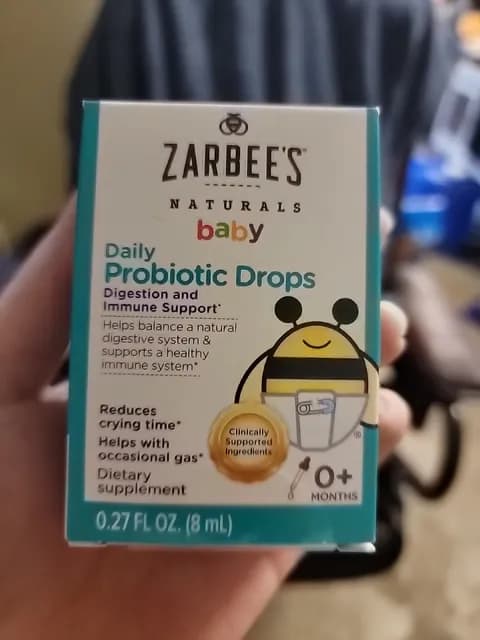 ZARBEE'S
NATURALS
baby
Daily
Probiotic Drops
Digestion and
Immune Support*
Helps balance a natural
digestive system &
supports a healthy
immune system*
Reduces
crying time*
Helps with
occasional gas*
Dietary
supplement
Clinically
Supported
Ingredients
0+
MONTHS
0.27 FL OZ. (8 mL)